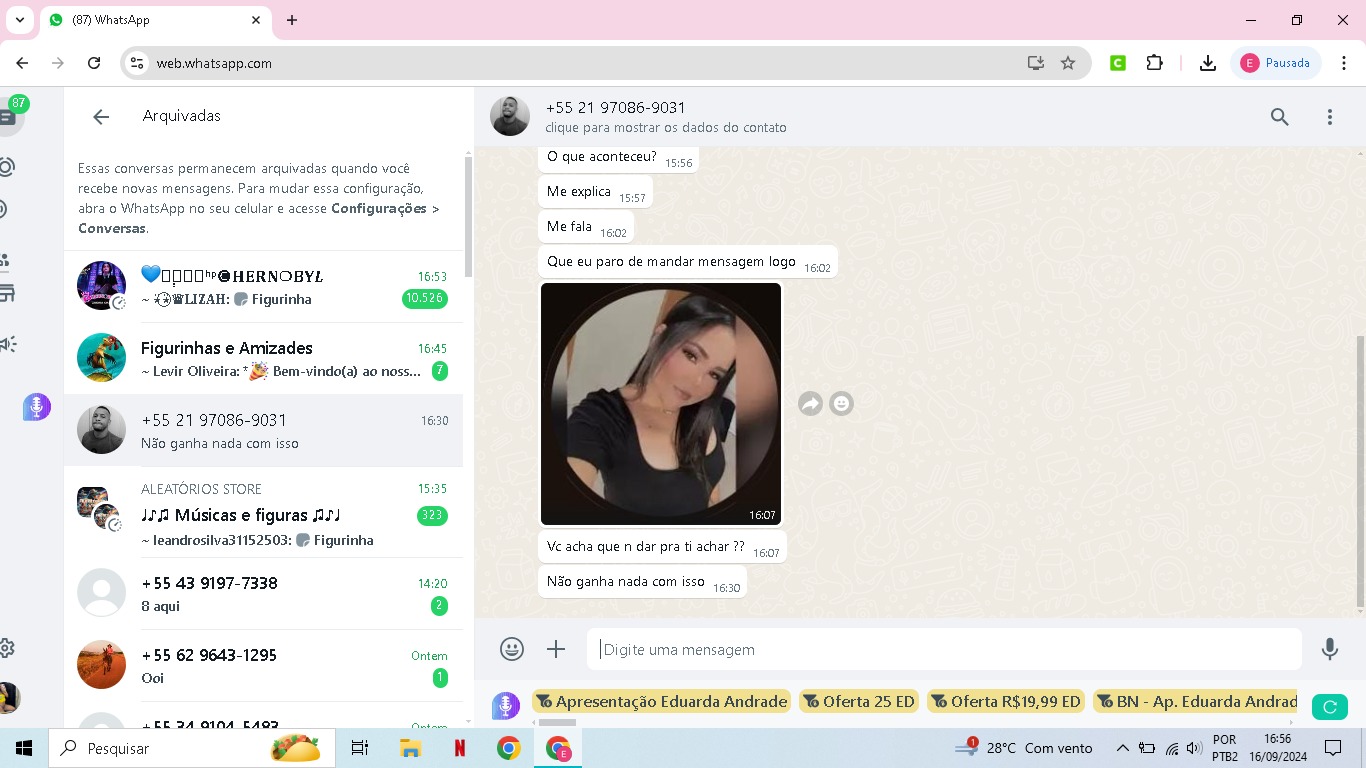 (87) WhatsApp
web.whatsapp.com
Pausada
87
Arquivadas
Essas conversas permanecem arquivadas quando você
recebe novas mensagens. Para mudar essa configuração,
abra o WhatsApp no seu celular e acesse Configurações >
Conversas.
16:53
~ LIZAH: Figurinha
10.526
Figurinhas e Amizades
16:45
~ Levir Oliveira: *🎉 Bem-vindo(a) ao noss...
7
+55 21 97086-9031
16:30
Não ganha nada com isso
ALEATÓRIOS STORE
15:35
♩♪♫ Músicas e figuras ♫♪♩
323
~ leandrosilva31152503: Figurinha
+55 43 9197-7338
14:20
8 aqui
2
+55 62 9643-1295
Ontem
Ooi
1
+55 34 9104-5483
Ontem
+55 21 97086-9031
clique para mostrar os dados do contato
O que aconteceu? 15:56
Me explica 15:57
Me fala 16:02
Que eu paro de mandar mensagem logo 16:02
16:07
Vc acha que n dar pra ti achar ?? 16:07
Não ganha nada com isso 16:30
Digite uma mensagem
Apresentação Eduarda Andrade
Oferta 25 ED
Oferta R$19,99 ED
BN - Ap. Eduarda Andrad
Pesquisar
28°C Com vento
POR
PTB2
16:56
16/09/2024